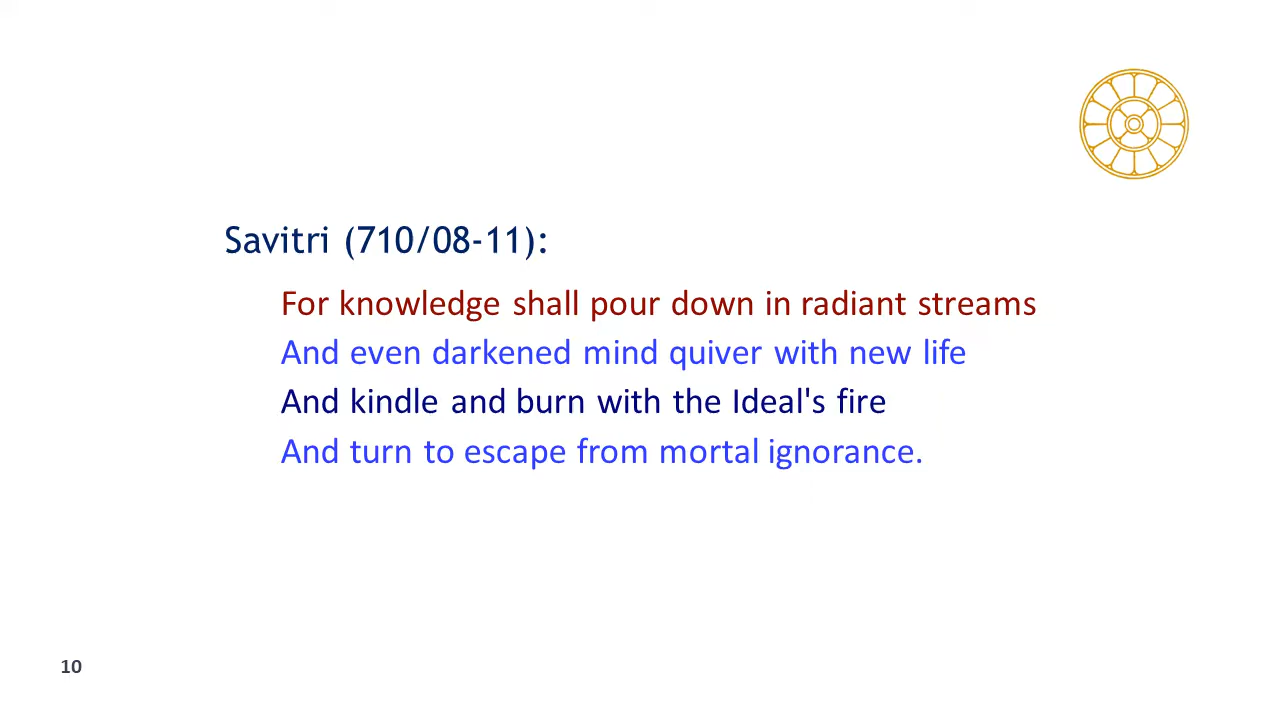 Savitri (710/08-11):
For knowledge shall pour down in radiant streams
And even darkened mind quiver with new life
And kindle and burn with the Ideal's fire
And turn to escape from mortal ignorance.
10